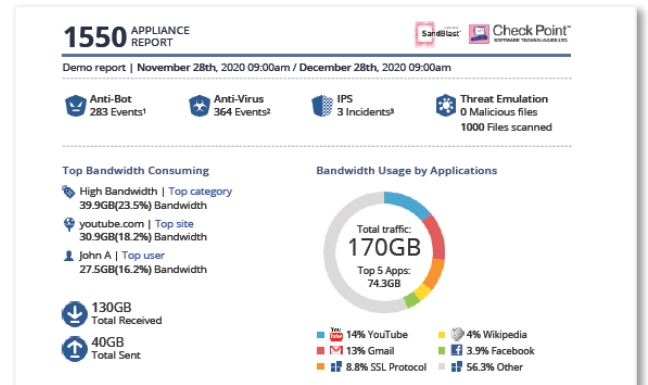 1550 APPLIANCE
REPORT
SandBlast
Check Point
SOFTWARE TECHNOLOGIES LTD.
Demo report | November 28th, 2020 09:00am / December 28th, 2020 09:00am
Anti-Bot
283 Events¹
Anti-Virus
364 Events²
IPS
3 Incidents³
Threat Emulation
0 Malicious files
1000 Files scanned
Top Bandwidth Consuming
High Bandwidth | Top category
39.9GB(23.5%) Bandwidth
youtube.com | Top site
30.9GB(18.2%) Bandwidth
John A | Top user
27.5GB(16.2%) Bandwidth
130GB
Total Received
40GB
Total Sent
Bandwidth Usage by Applications
Total traffic:
170GB
Top 5 Apps:
74.3GB
You
Tube
14% YouTube
13% Gmail
8.8% SSL Protocol
4% Wikipedia
3.9% Facebook
56.3% Other